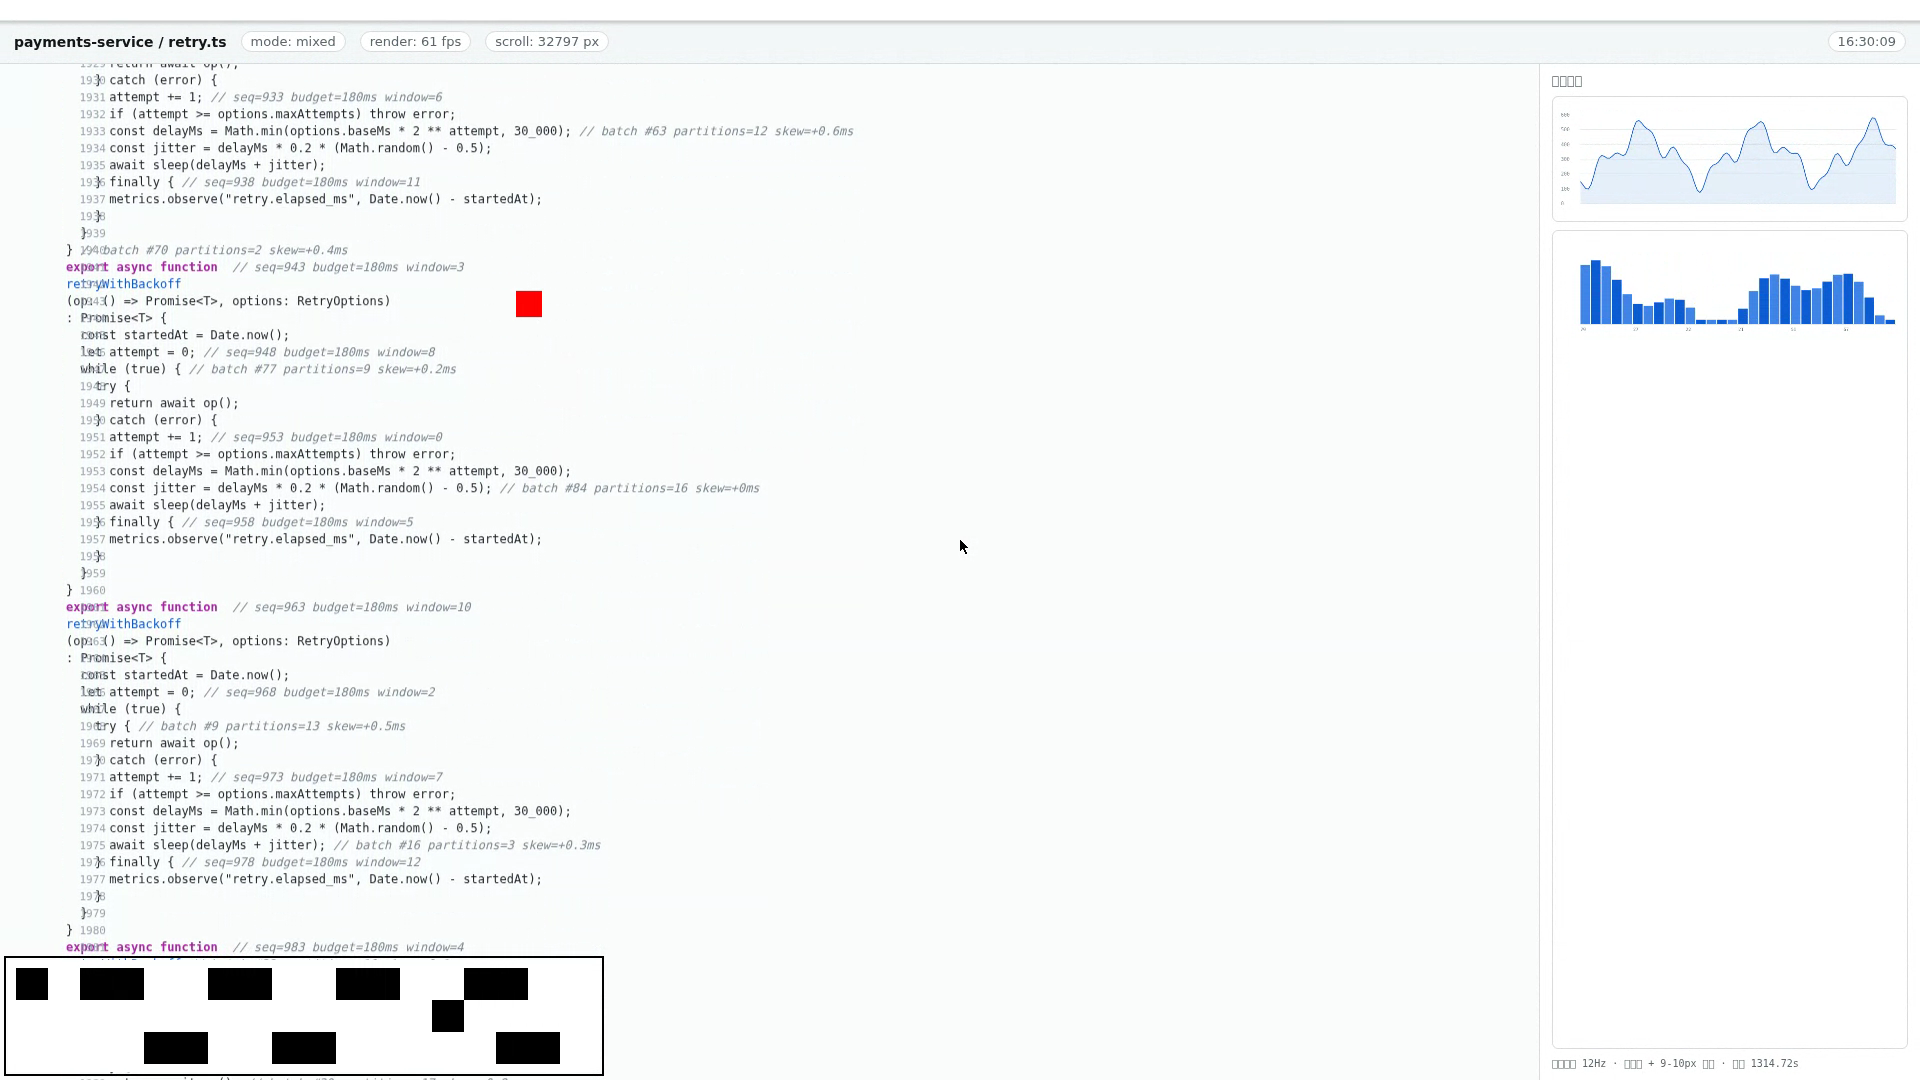 payments-service / retry.ts
mode: mixed
render: 61 fps
scroll: 32797 px
16:30:09
1929 return await op();
1930 } catch (error) {
1931 attempt += 1; // seq=933 budget=180ms window=6
1932 if (attempt >= options.maxAttempts) throw error;
1933 const delayMs = Math.min(options.baseMs * 2 ** attempt, 30_000); // batch #63 partitions=12 skew=+0.6ms
1934 const jitter = delayMs * 0.2 * (Math.random() - 0.5);
1935 await sleep(delayMs + jitter);
1936 } finally { // seq=938 budget=180ms window=11
1937 metrics.observe("retry.elapsed_ms", Date.now() - startedAt);
1938 }
1939 }
1940 } // batch #70 partitions=2 skew=+0.4ms
export async function // seq=943 budget=180ms window=3
retryWithBackoff
(op: () => Promise<T>, options: RetryOptions)
: Promise<T> {
const startedAt = Date.now();
let attempt = 0; // seq=948 budget=180ms window=8
while (true) { // batch #77 partitions=9 skew=+0.2ms
1948 try {
1949 return await op();
1950 } catch (error) {
1951 attempt += 1; // seq=953 budget=180ms window=0
1952 if (attempt >= options.maxAttempts) throw error;
1953 const delayMs = Math.min(options.baseMs * 2 ** attempt, 30_000);
1954 const jitter = delayMs * 0.2 * (Math.random() - 0.5); // batch #84 partitions=16 skew=+0ms
1955 await sleep(delayMs + jitter);
1956 } finally { // seq=958 budget=180ms window=5
1957 metrics.observe("retry.elapsed_ms", Date.now() - startedAt);
1958 }
1959 }
1960 }
export async function // seq=963 budget=180ms window=10
retryWithBackoff
(op: () => Promise<T>, options: RetryOptions)
: Promise<T> {
const startedAt = Date.now();
let attempt = 0; // seq=968 budget=180ms window=2
while (true) {
1968 try { // batch #9 partitions=13 skew=+0.5ms
1969 return await op();
1970 } catch (error) {
1971 attempt += 1; // seq=973 budget=180ms window=7
1972 if (attempt >= options.maxAttempts) throw error;
1973 const delayMs = Math.min(options.baseMs * 2 ** attempt, 30_000);
1974 const jitter = delayMs * 0.2 * (Math.random() - 0.5);
1975 await sleep(delayMs + jitter); // batch #16 partitions=3 skew=+0.3ms
1976 } finally { // seq=978 budget=180ms window=12
1977 metrics.observe("retry.elapsed_ms", Date.now() - startedAt);
1978 }
1979 }
1980 }
export async function // seq=983 budget=180ms window=4
600
500
400
300
200
100
0
12Hz · + 9-10px · 1314.72s